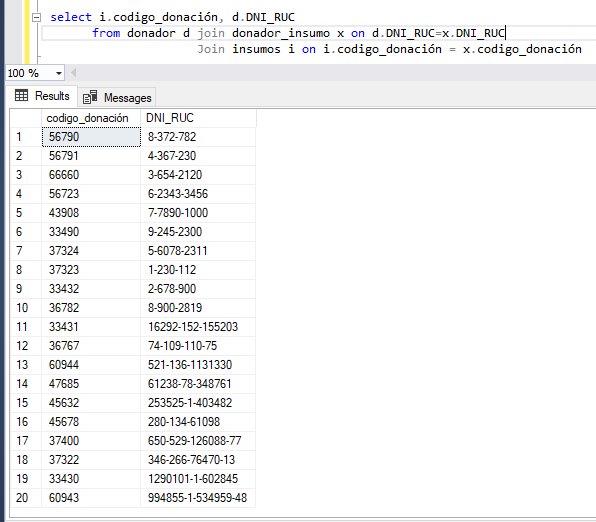 select i.codigo_donación, d.DNI_RUC
from donador d join donador_insumo x on d.DNI_RUC=x.DNI_RUC
Join insumos i on i.codigo_donación = x.codigo_donación
100 %
Results Messages
codigo_donación DNI_RUC
1 56790 8-372-782
2 56791 4-367-230
3 66660 3-654-2120
4 56723 6-2343-3456
5 43908 7-7890-1000
6 33490 9-245-2300
7 37324 5-6078-2311
8 37323 1-230-112
9 33432 2-678-900
10 36782 8-900-2819
11 33431 16292-152-155203
12 36767 74-109-110-75
13 60944 521-136-1131330
14 47685 61238-78-348761
15 45632 253525-1-403482
16 45678 280-134-61098
17 37400 650-529-126088-77
18 37322 346-266-76470-13
19 33430 1290101-1-602845
20 60943 994855-1-534959-48